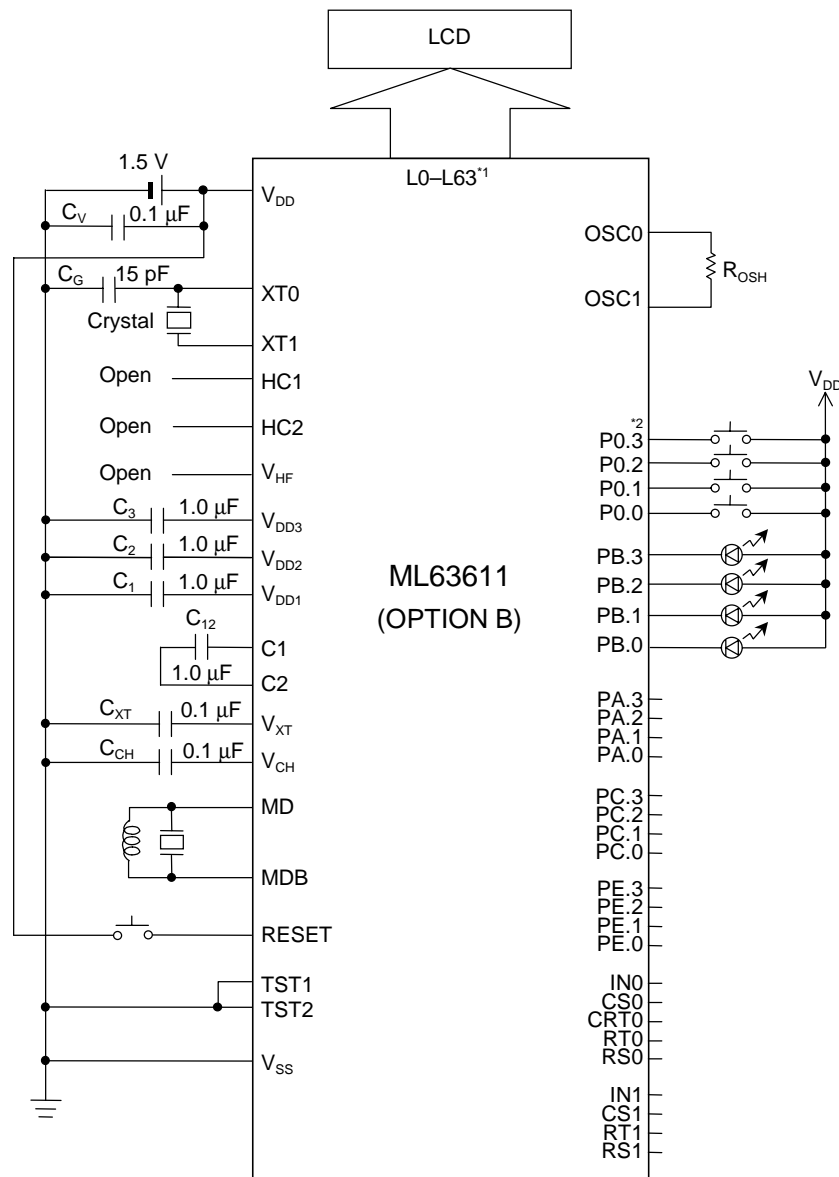 LCD
L0–L63*1
1.5 V
VDD
CV 0.1 μF
CG 15 pF
XT0
Crystal
XT1
Open HC1
Open HC2
Open VHF
C3 1.0 μF VDD3
C2 1.0 μF VDD2
C1 1.0 μF VDD1
C12
C1
1.0 μF
C2
CXT 0.1 μF VXT
CCH 0.1 μF VCH
MD
MDB
RESET
TST1
TST2
VSS
ML63611
(OPTION B)
OSC0
ROSH
OSC1
VDD
*2
P0.3
P0.2
P0.1
P0.0
PB.3
PB.2
PB.1
PB.0
PA.3
PA.2
PA.1
PA.0
PC.3
PC.2
PC.1
PC.0
PE.3
PE.2
PE.1
PE.0
IN0
CS0
CRT0
RT0
RS0
IN1
CS1
RT1
RS1